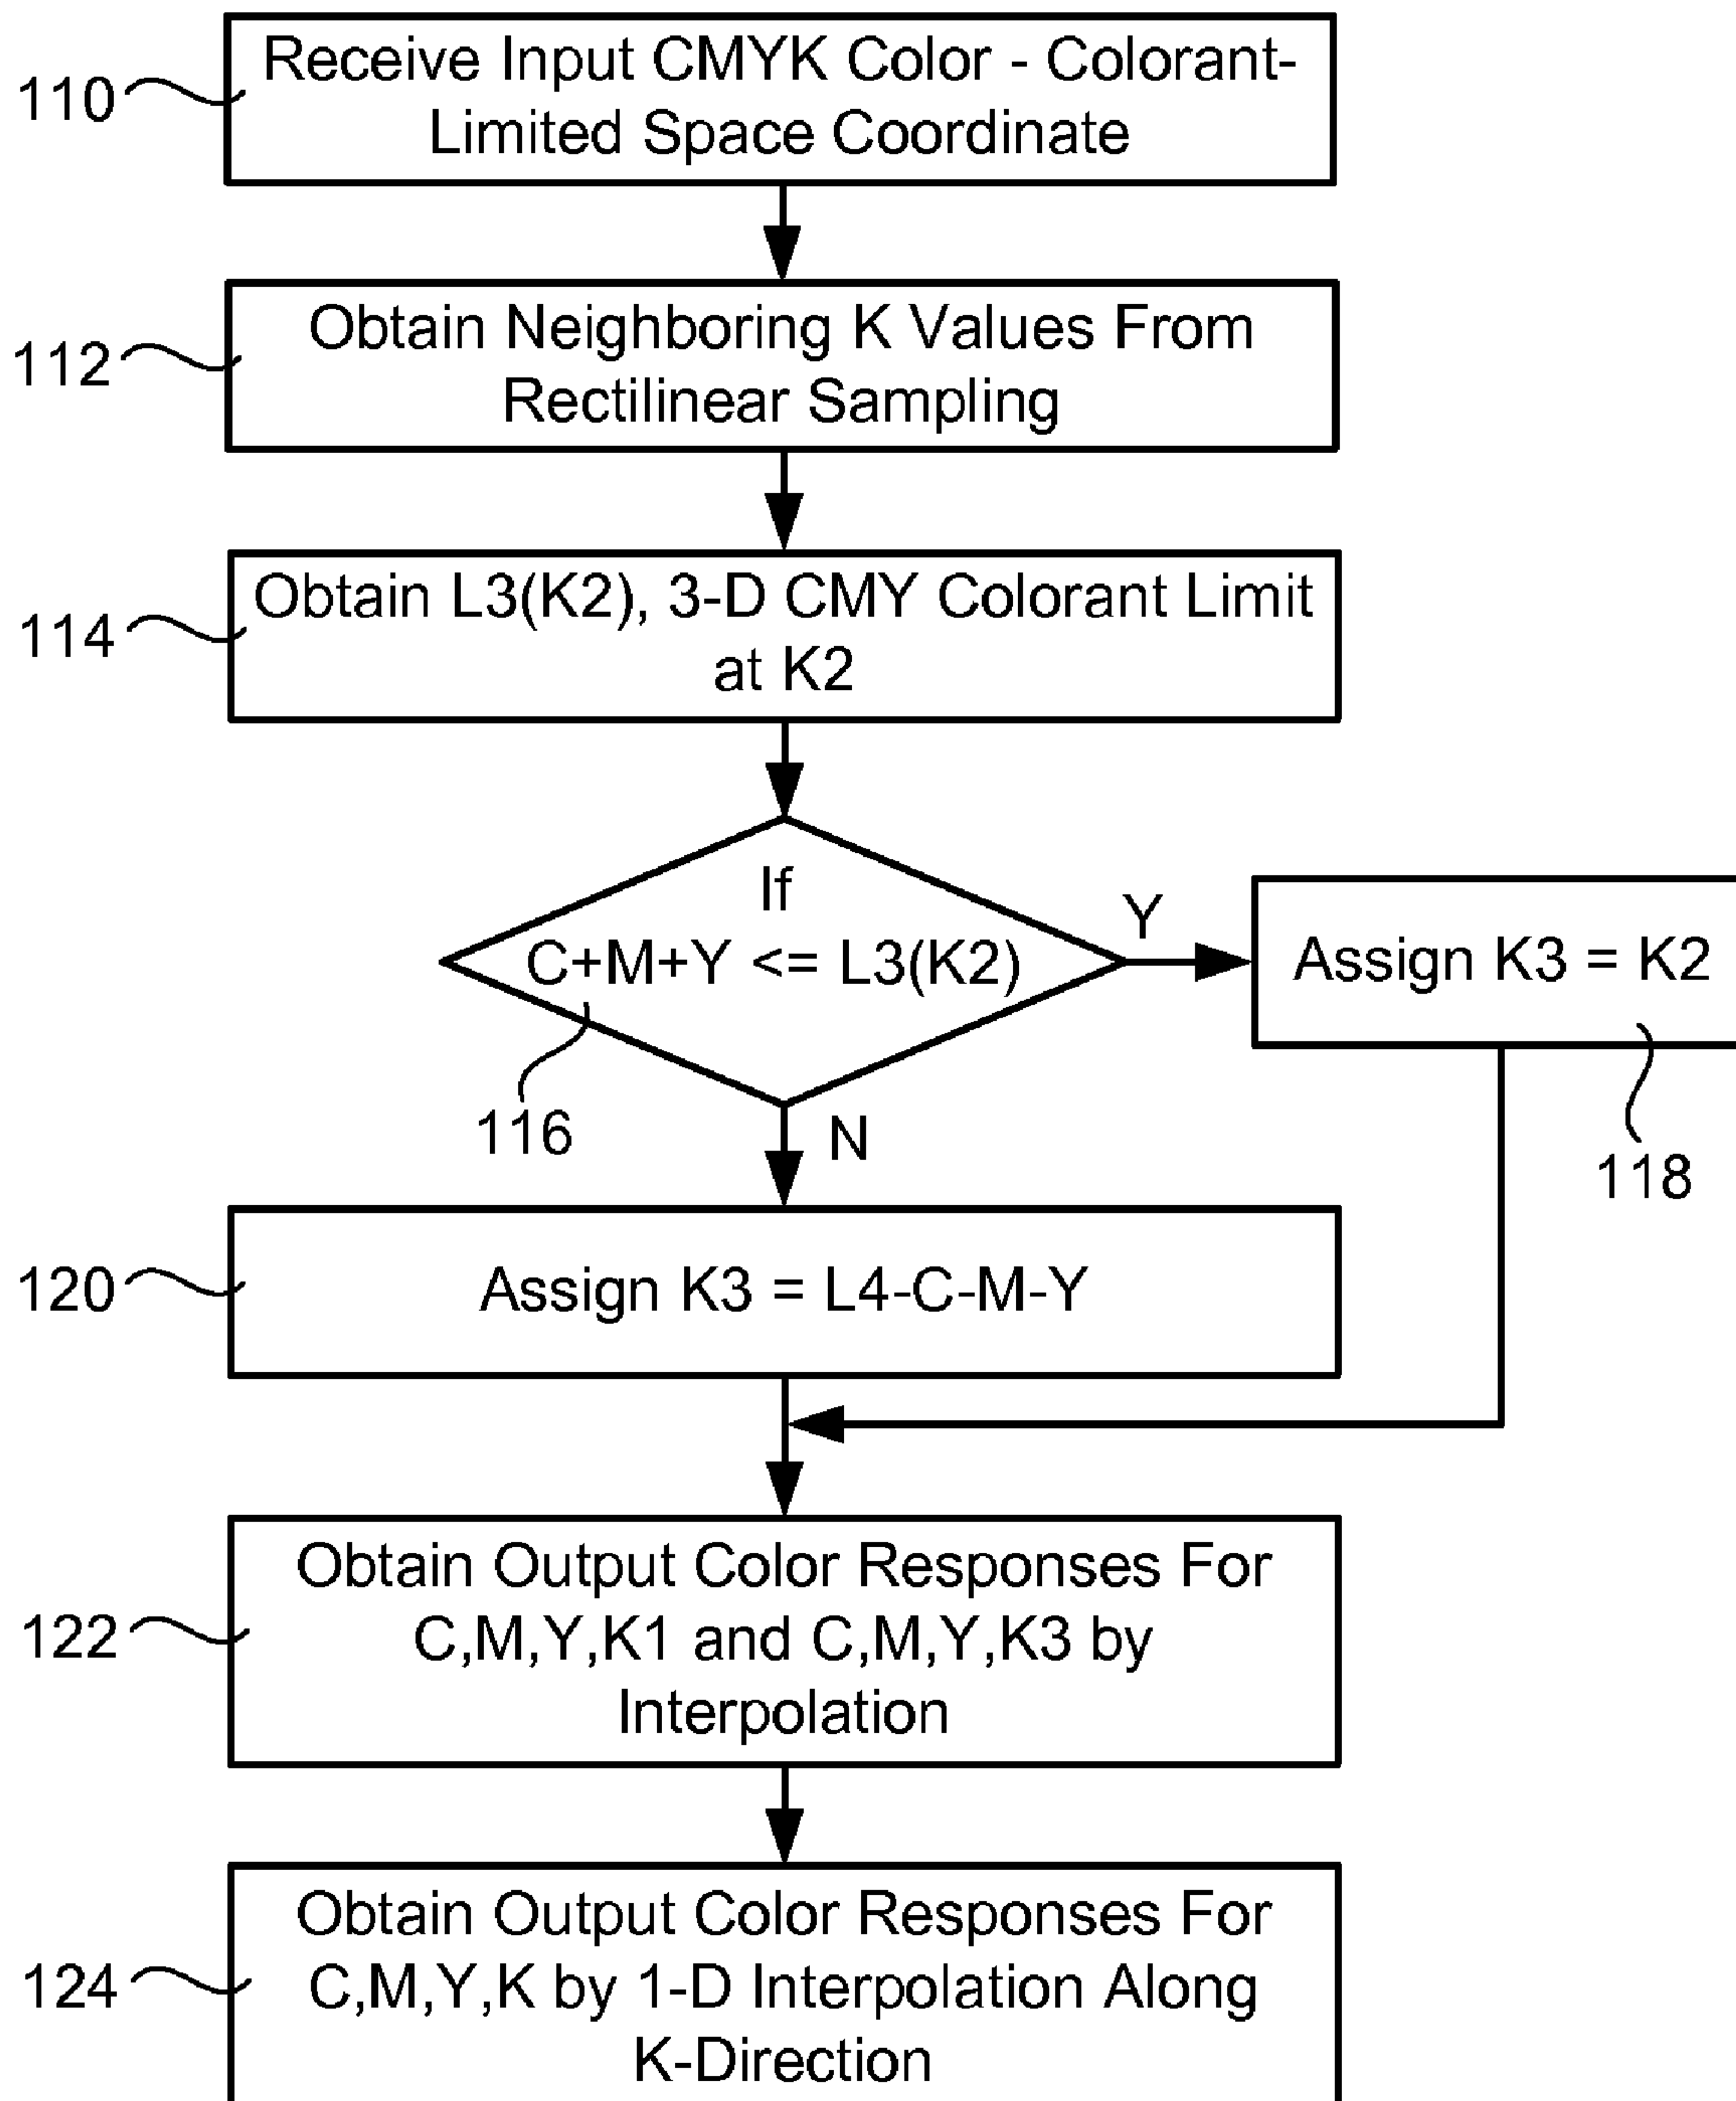 Receive Input CMYK Color - Colorant-
Limited Space Coordinate
110
Obtain Neighboring K Values From
Rectilinear Sampling
112
Obtain L3(K2), 3-D CMY Colorant Limit
at K2
114
If
C+M+Y <= L3(K2)
116
Y
Assign K3 = K2
118
N
Assign K3 = L4-C-M-Y
120
Obtain Output Color Responses For
C,M,Y,K1 and C,M,Y,K3 by
Interpolation
122
Obtain Output Color Responses For
C,M,Y,K by 1-D Interpolation Along
K-Direction
124